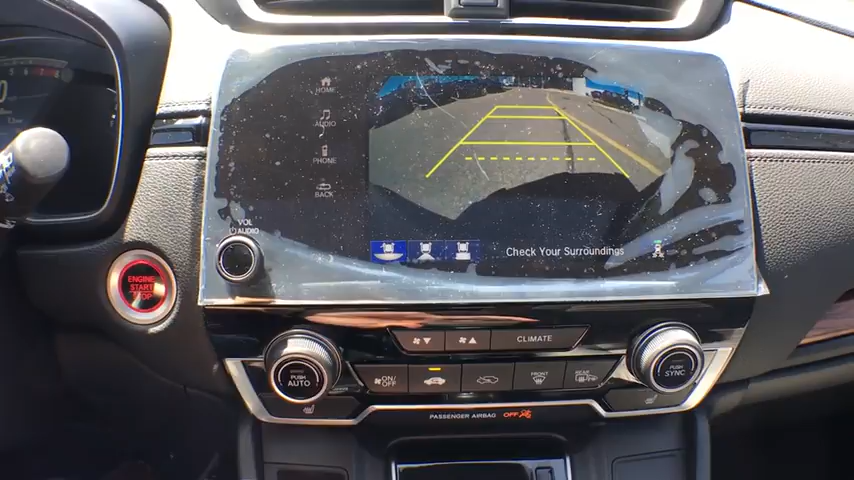 HOME
AUDIO
PHONE
BACK
VOL
AUDIO
Check Your Surroundings
ENGINE
START
STOP
CLIMATE
PUSH
AUTO
ON/
OFF
FRONT
REAR
PUSH
SYNC
PASSENGER AIRBAG OFF